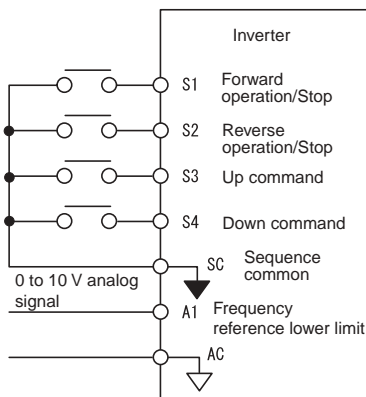 Inverter
S1 Forward
operation/Stop
S2 Reverse
operation/Stop
S3 Up command
S4 Down command
SC Sequence
common
0 to 10 V analog
signal
A1 Frequency
reference lower limit
AC